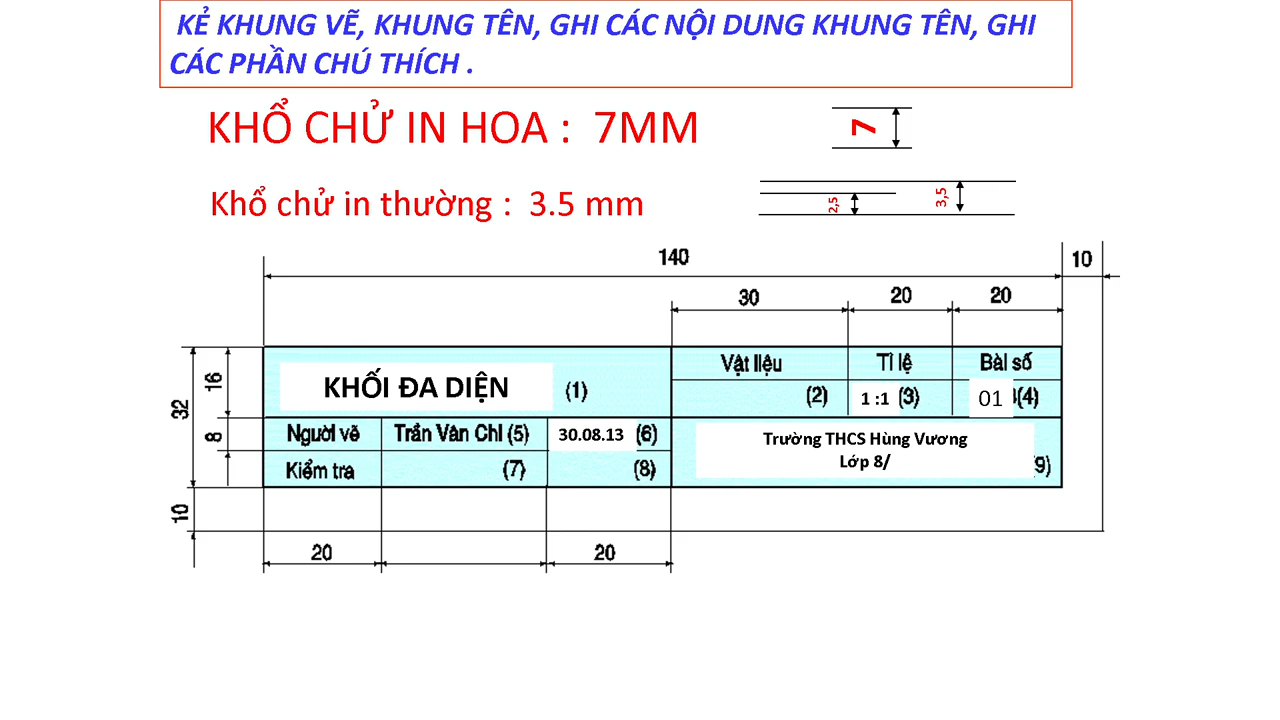 KẺ KHUNG VẼ, KHUNG TÊN, GHI CÁC NỘI DUNG KHUNG TÊN, GHI
CÁC PHẦN CHÚ THÍCH .
KHỔ CHỬ IN HOA :  7MM
7
Khổ chử in thường :  3.5 mm
2,5
3,5
140
10
30
20
20
32
16
8
10
KHỐI ĐA DIỆN (1)
Vật liệu
Tỉ lệ
Bài số
(2)
1 :1 (3)
01 (4)
Người vẽ
Trần Văn Chí (5)
30.08.13 (6)
Trường THCS Hùng Vương
Lớp 8/
(9)
Kiểm tra
(7)
(8)
20
20